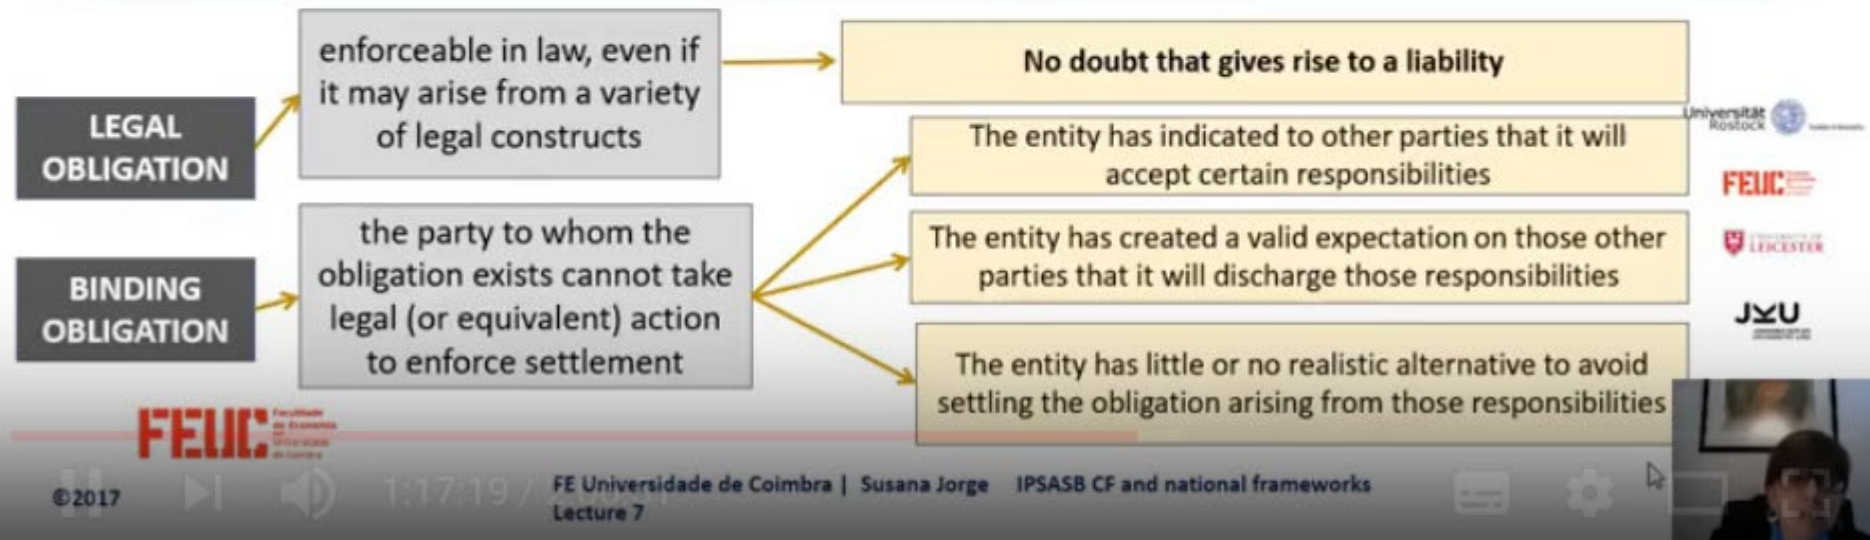 LEGAL
OBLIGATION
enforceable in law, even if
it may arise from a variety
of legal constructs
No doubt that gives rise to a liability
BINDING
OBLIGATION
the party to whom the
obligation exists cannot take
legal (or equivalent) action
to enforce settlement
The entity has indicated to other parties that it will
accept certain responsibilities
The entity has created a valid expectation on those other
parties that it will discharge those responsibilities
The entity has little or no realistic alternative to avoid
settling the obligation arising from those responsibilities
Universität
Rostock
FEUC
LEICESTER
JKU
FEUC
©2017
1:17:19 /
FE Universidade de Coimbra | Susana Jorge IPSASB CF and national frameworks
Lecture 7